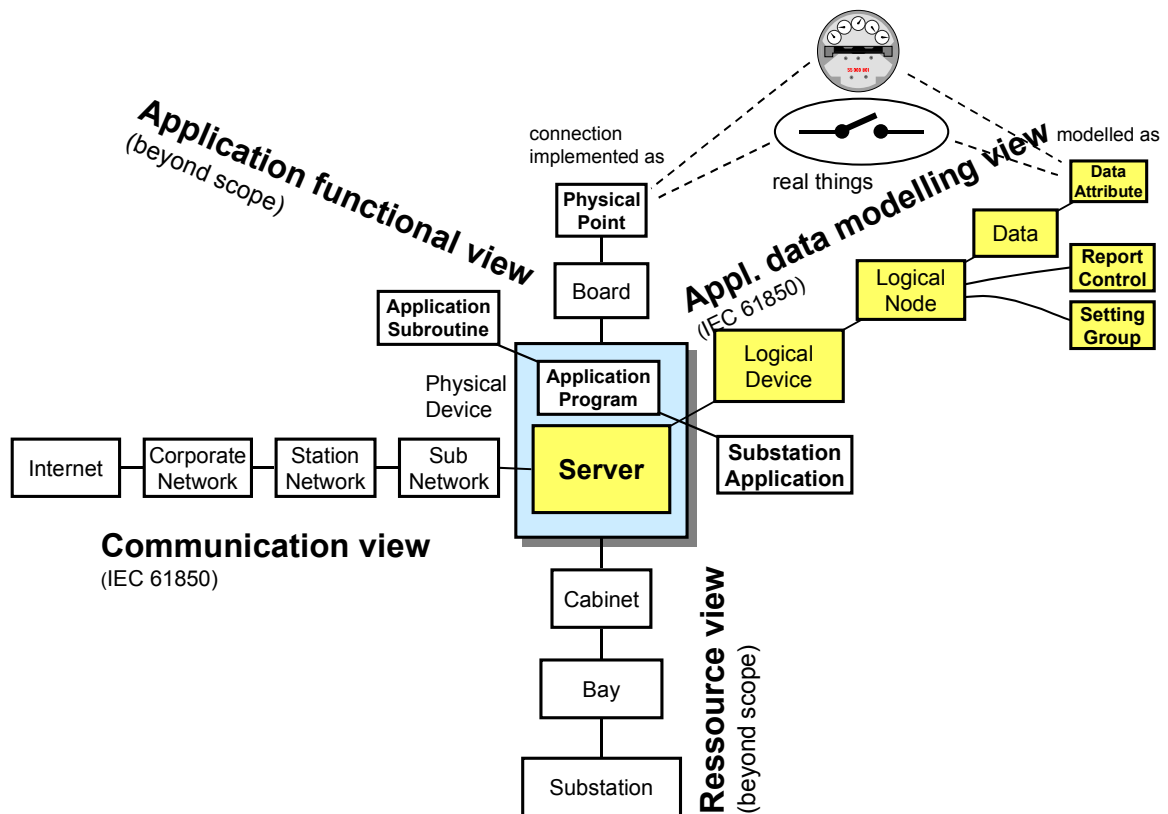 Application functional view
(beyond scope)
connection
implemented as
real things
modelled as
Physical
Point
Data
Attribute
Appl. data modelling view
(IEC 61850)
Data
Board
Logical
Node
Report
Control
Setting
Group
Application
Subroutine
Logical
Device
Physical
Device
Application
Program
Internet
Corporate
Network
Station
Network
Sub
Network
Server
Substation
Application
Communication view
(IEC 61850)
Cabinet
Bay
Substation
Ressource view
(beyond scope)